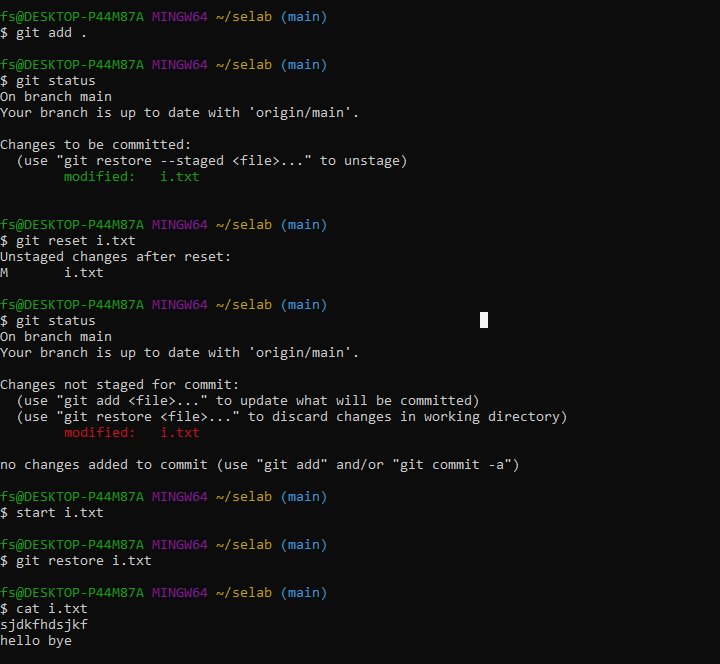 fs@DESKTOP-P44M87A MINGW64 ~/selab (main)
$ git add .
fs@DESKTOP-P44M87A MINGW64 ~/selab (main)
$ git status
On branch main
Your branch is up to date with 'origin/main'.
Changes to be committed:
  (use "git restore --staged <file>..." to unstage)
        modified:   i.txt
fs@DESKTOP-P44M87A MINGW64 ~/selab (main)
$ git reset i.txt
Unstaged changes after reset:
M       i.txt
fs@DESKTOP-P44M87A MINGW64 ~/selab (main)
$ git status
On branch main
Your branch is up to date with 'origin/main'.
Changes not staged for commit:
  (use "git add <file>..." to update what will be committed)
  (use "git restore <file>..." to discard changes in working directory)
        modified:   i.txt
no changes added to commit (use "git add" and/or "git commit -a")
fs@DESKTOP-P44M87A MINGW64 ~/selab (main)
$ start i.txt
fs@DESKTOP-P44M87A MINGW64 ~/selab (main)
$ git restore i.txt
fs@DESKTOP-P44M87A MINGW64 ~/selab (main)
$ cat i.txt
sjdkfhdsjkf
hello bye